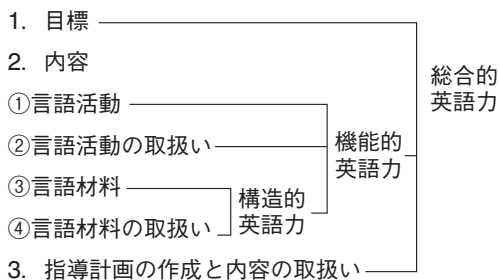 1. 目標
2. 内容
①言語活動
②言語活動の取扱い
③言語材料
④言語材料の取扱い
3. 指導計画の作成と内容の取扱い
構造的
英語力
機能的
英語力
総合的
英語力